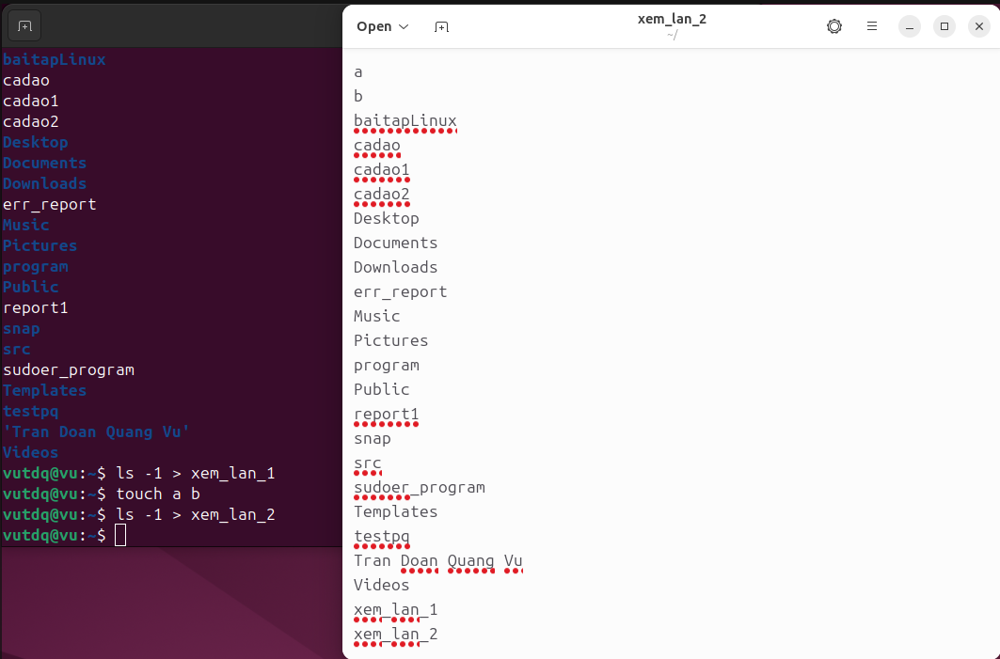 baitapLinux
cadao
cadao1
cadao2
Desktop
Documents
Downloads
err_report
Music
Pictures
program
Public
report1
snap
src
sudoer_program
Templates
testpq
'Tran Doan Quang Vu'
Videos
vutdq@vu:~$ ls -1 > xem_lan_1
vutdq@vu:~$ touch a b
vutdq@vu:~$ ls -1 > xem_lan_2
vutdq@vu:~$
Open
xem_lan_2
~/
a
b
baitapLinux
cadao
cadao1
cadao2
Desktop
Documents
Downloads
err_report
Music
Pictures
program
Public
report1
snap
src
sudoer_program
Templates
testpq
Tran Doan Quang Vu
Videos
xem_lan_1
xem_lan_2